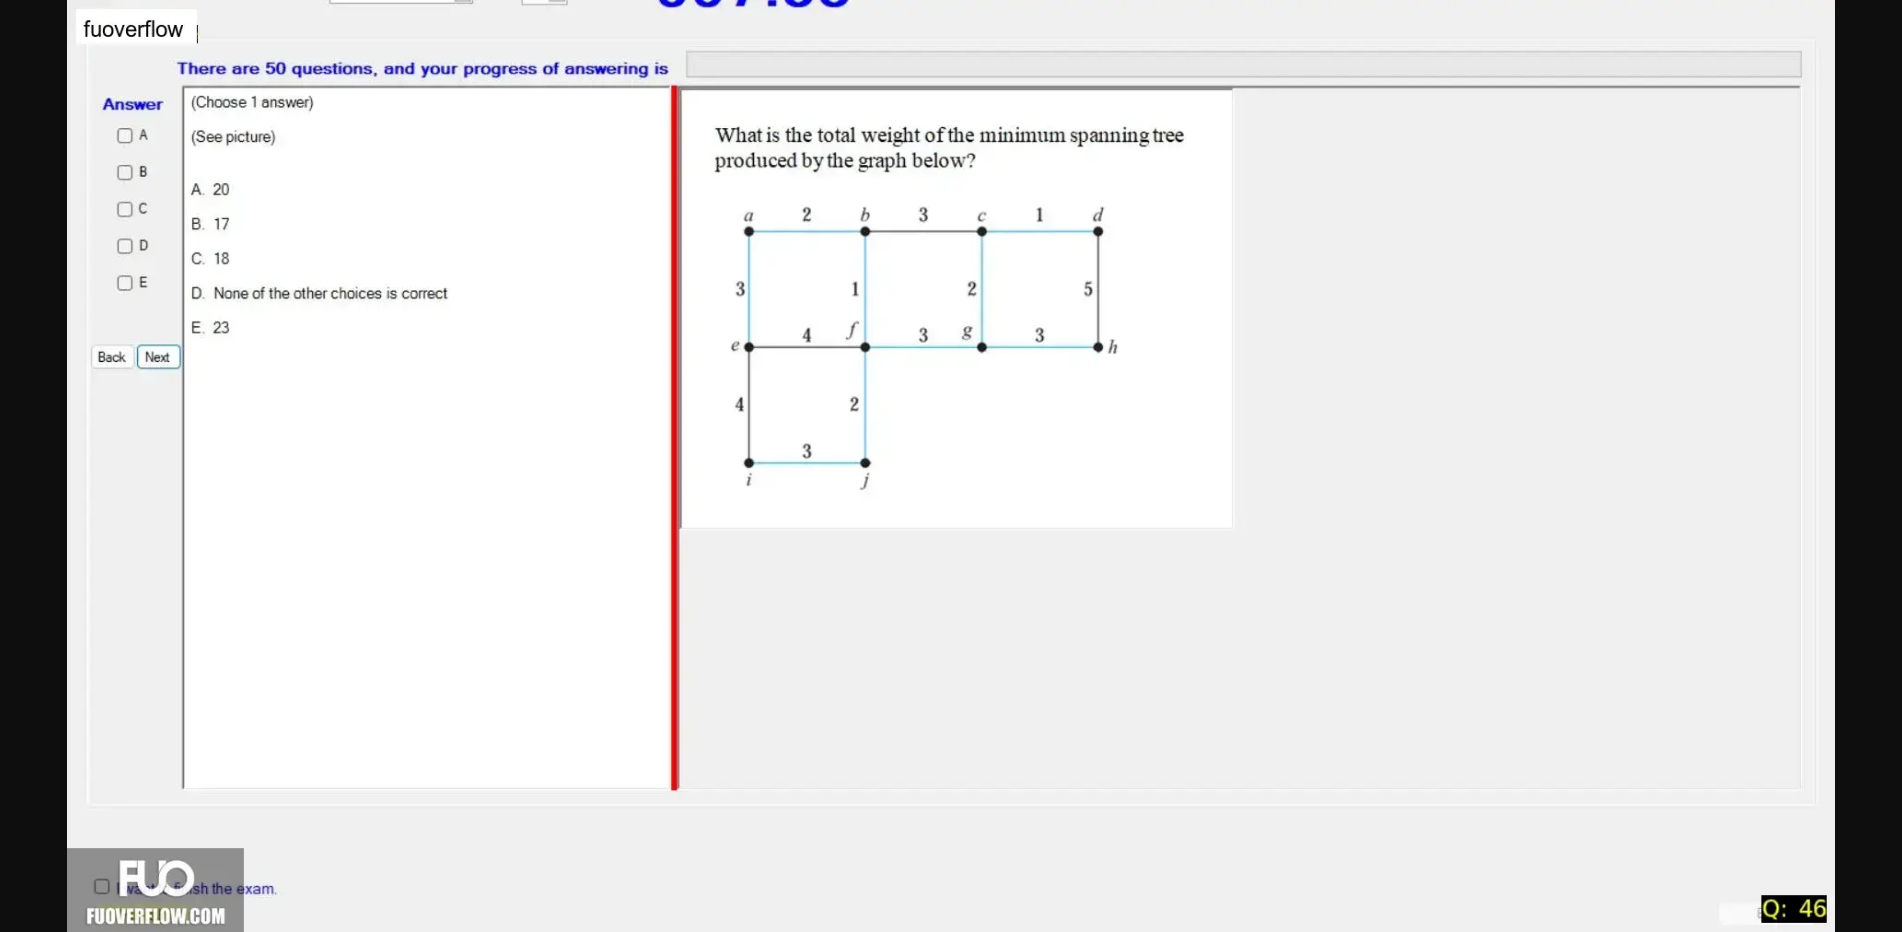 fuoverflow
There are 50 questions, and your progress of answering is
Answer
A
B
C
D
E
Back Next
(Choose 1 answer)
(See picture)
A. 20
B. 17
C. 18
D. None of the other choices is correct
E. 23
What is the total weight of the minimum spanning tree
produced by the graph below?
a 2 b 3 c 1 d
3 1 2 5
e 4 f 3 g 3 h
4 2
3
i j
FUO
sh the exam.
FUOVERFLOW.COM
Q: 46